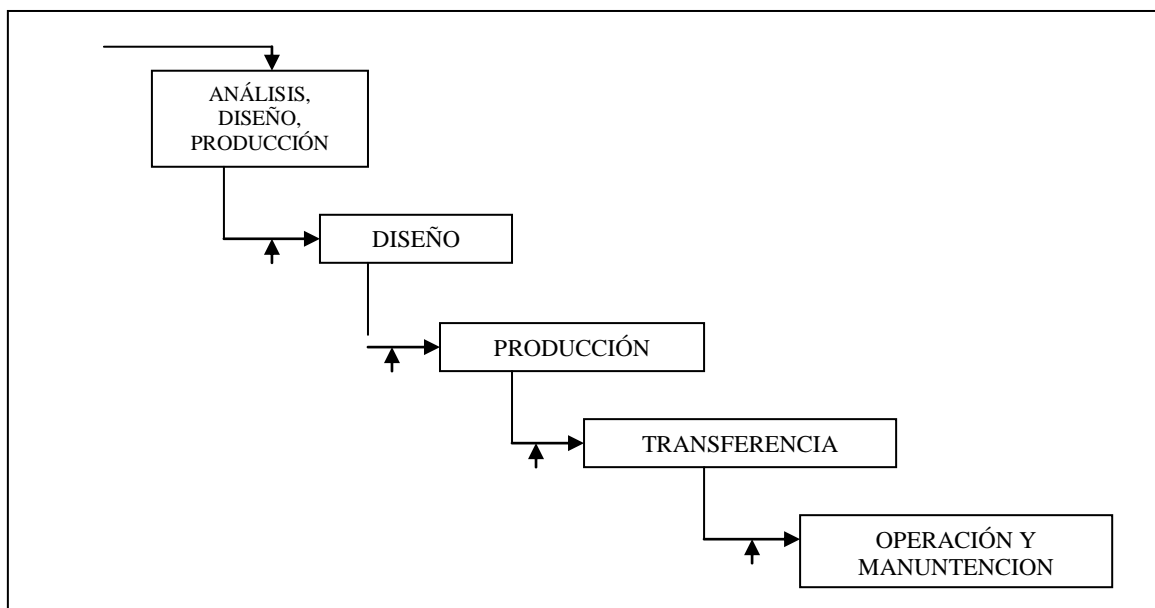 ANÁLISIS,
DISEÑO,
PRODUCCIÓN
DISEÑO
PRODUCCIÓN
TRANSFERENCIA
OPERACIÓN Y
MANUNTENCION